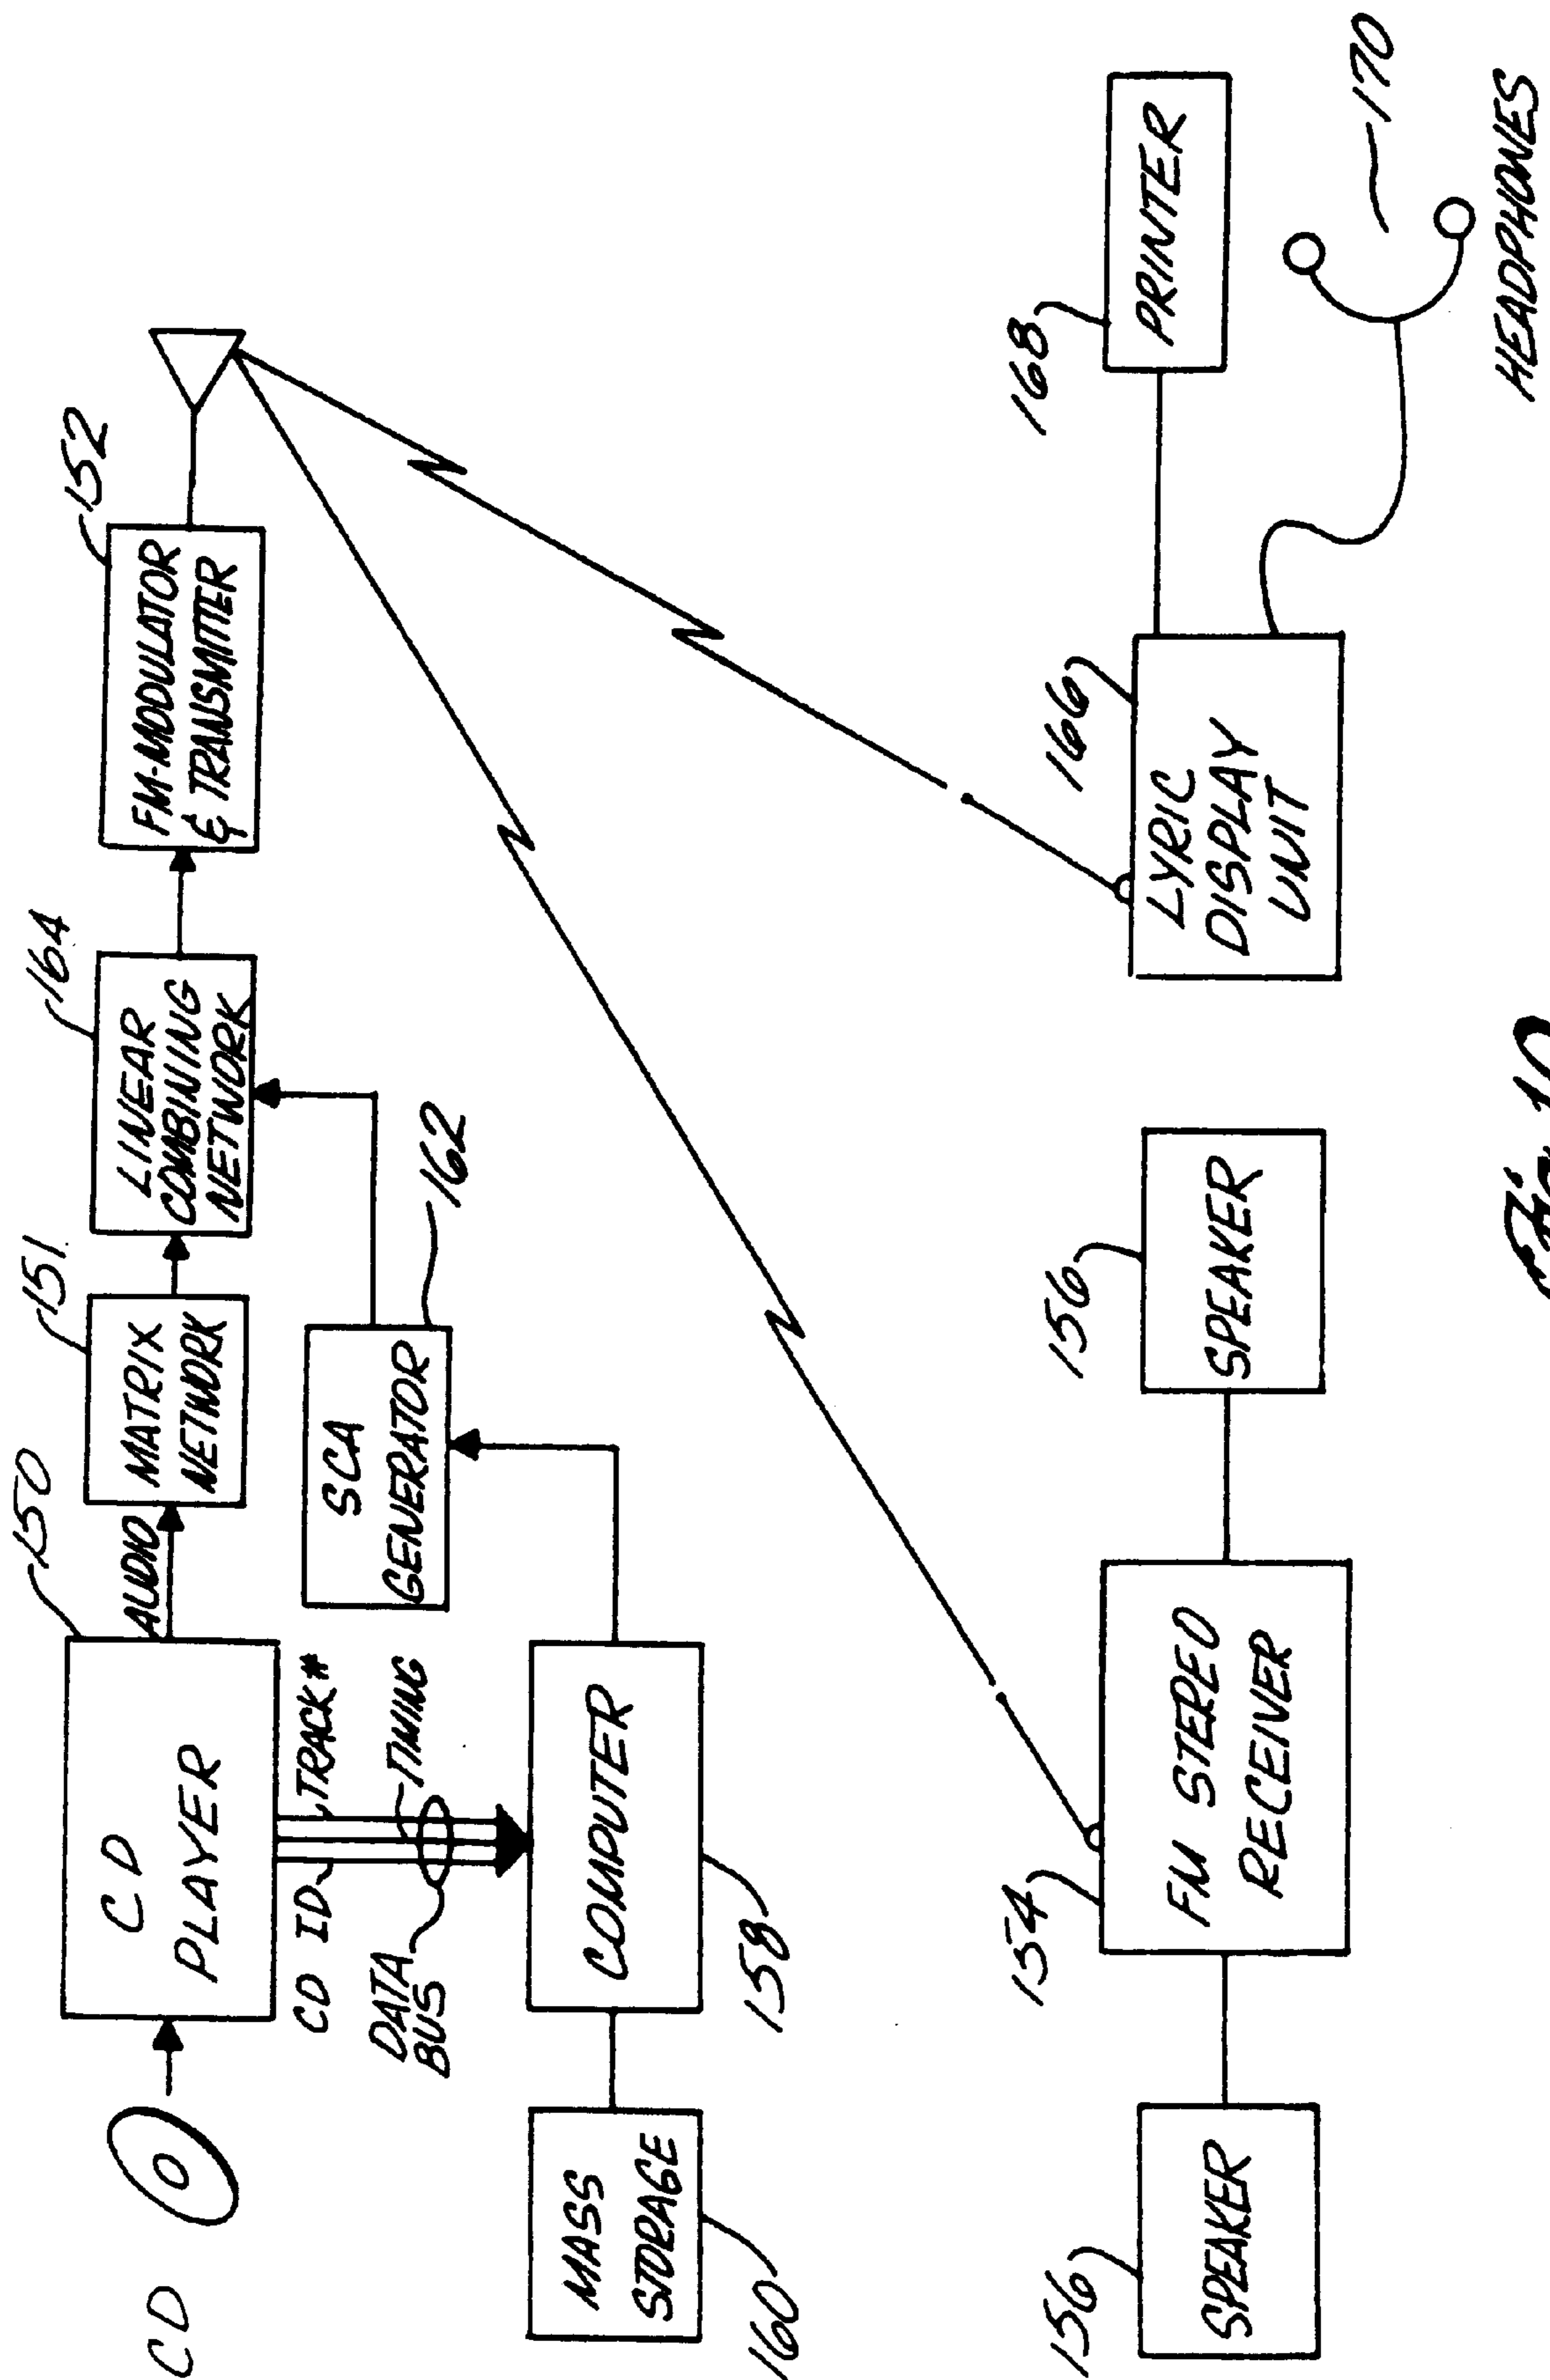 CD
CD
PLAYER
150
AUDIO
MATRIX
NETWORK
151
LINEAR
COMBINING
NETWORK
164
FM-MODULATOR
& TRANSMITTER
152
CD ID
TRACK #
TIMING
DATA
BUS
SCA
GENERATOR
162
MASS
STORAGE
160
COMPUTER
158
SPEAKER
156
FM STEREO
RECEIVER
154
SPEAKER
156
LYRIC
DISPLAY
UNIT
166
PRINTER
168
170
HEADPHONES
Fig. 10